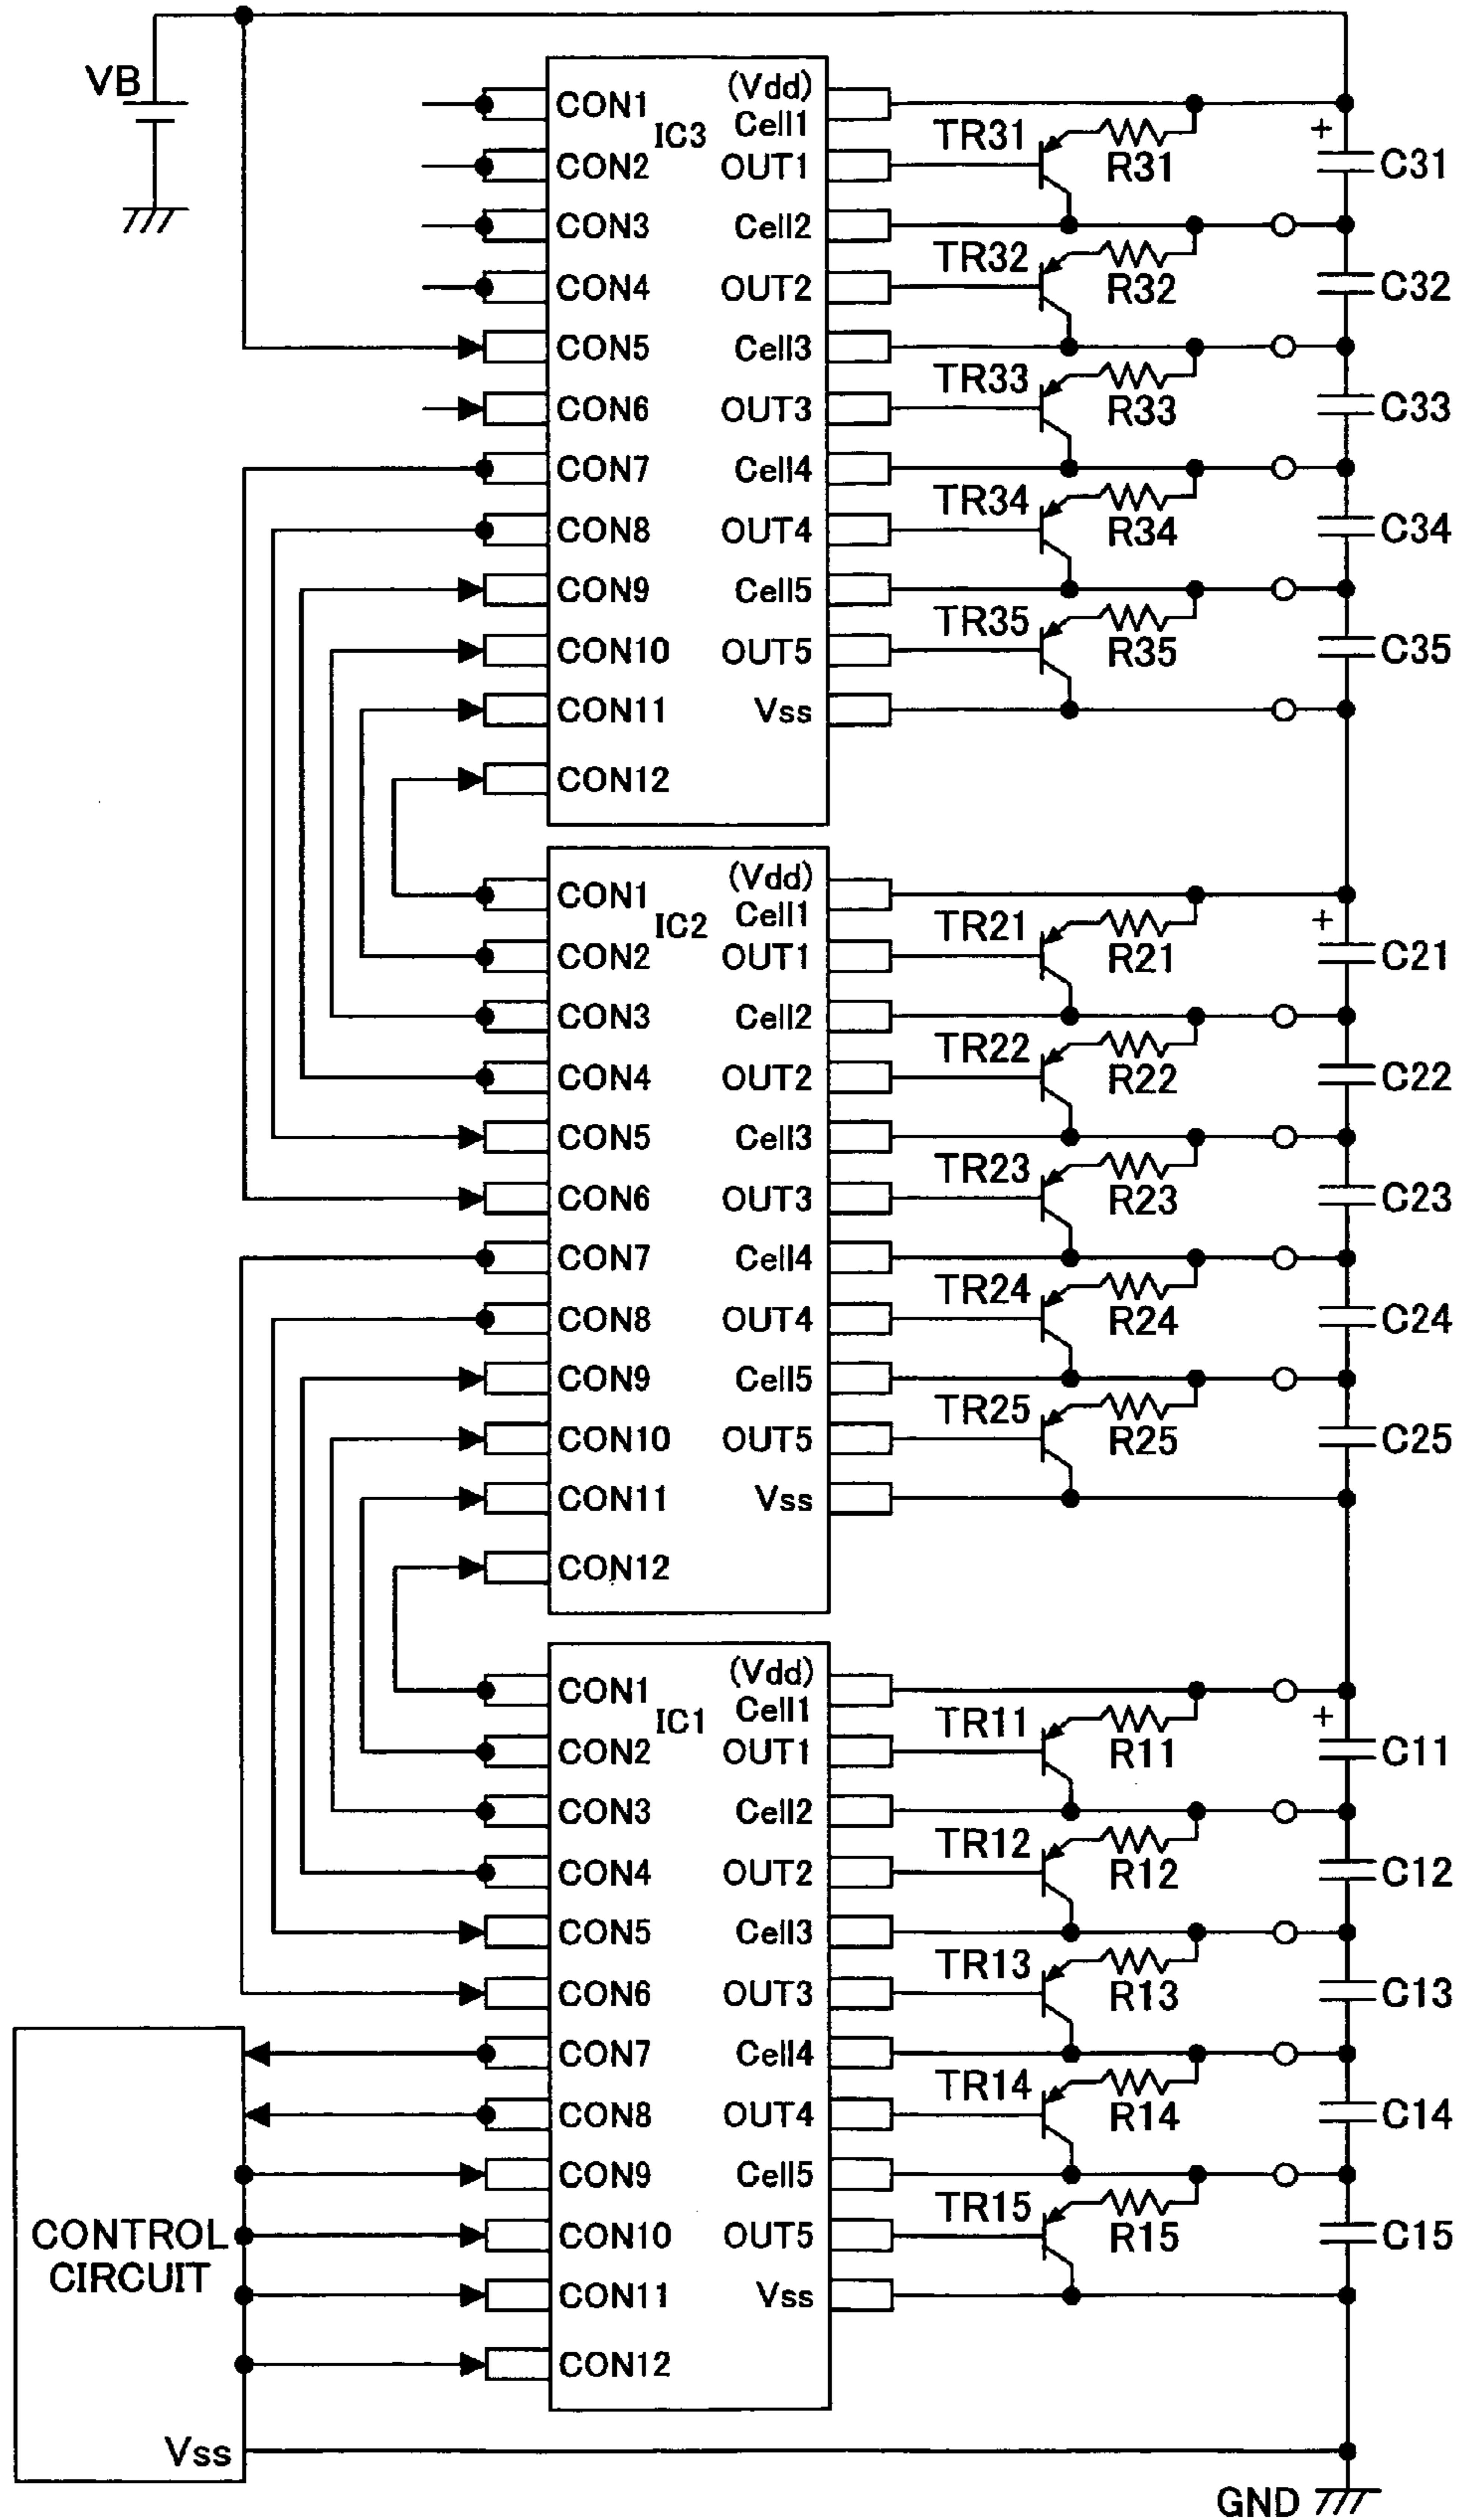 VB
CON1 (Vdd)
IC3 Cell1 TR31 + C31
CON2 OUT1 R31
CON3 Cell2
CON4 OUT2 TR32 R32 C32
CON5 Cell3
CON6 OUT3 TR33 R33 C33
CON7 Cell4
CON8 OUT4 TR34 R34 C34
CON9 Cell5
CON10 OUT5 TR35 R35 C35
CON11 Vss
CON12
CON1 (Vdd)
IC2 Cell1 TR21 + C21
CON2 OUT1 R21
CON3 Cell2
CON4 OUT2 TR22 R22 C22
CON5 Cell3
CON6 OUT3 TR23 R23 C23
CON7 Cell4
CON8 OUT4 TR24 R24 C24
CON9 Cell5
CON10 OUT5 TR25 R25 C25
CON11 Vss
CON12
CON1 (Vdd)
IC1 Cell1 TR11 + C11
CON2 OUT1 R11
CON3 Cell2
CON4 OUT2 TR12 R12 C12
CON5 Cell3
CON6 OUT3 TR13 R13 C13
CON7 Cell4
CON8 OUT4 TR14 R14 C14
CON9 Cell5
CON10 OUT5 TR15 R15 C15
CON11 Vss
CON12
CONTROL
CIRCUIT
Vss
GND